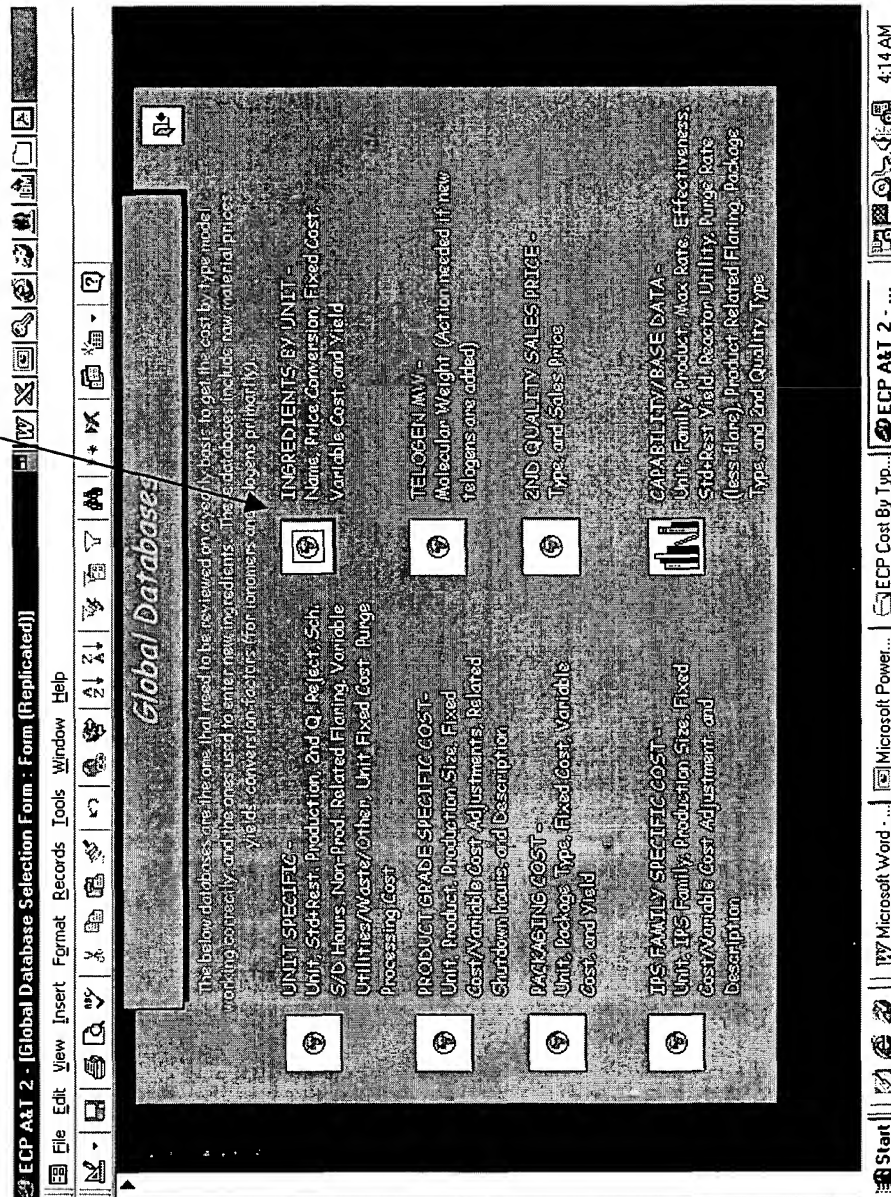 ECP A&T 2 - [Global Database Selection Form : Form (Replicated)]
File Edit View Insert Format Records Tools Window Help
Global Databases
The below databases are the one that need to be reviewed on a yearly basis to get the cost by type model
working correctly and the ones used to enter new ingredients. These databases include raw material prices,
yields, conversion factors (for ionomers and telogens primarily).
UNIT SPECIFIC -
Unit, Std+Rest. Production, 2nd Q, Reject, Sch.
S/D Hours, Non-Prod. Related Flaring, Variable
Utilities/Waste/Other, Unit Fixed Cost, Purge
Processing Cost
PRODUCT GRADE SPECIFIC COST-
Unit, Product, Production Size, Fixed
Cost/Variable Cost Adjustments, Related
Shutdown hours, and Description
PACKAGING COST -
Unit, Package Type, Fixed Cost, Variable
Cost, and Yield
IPS FAMILY SPECIFIC COST -
Unit, IPS Family, Production Size, Fixed
Cost/Variable Cost Adjustment, and
Description
INGREDIENTS BY UNIT -
Name, Price, Conversion, Fixed Cost,
Variable Cost, and Yield
TELOGEN MW -
Molecular Weight (Action needed if new
telogens are added)
2ND QUALITY SALES PRICE -
Type, and Sales Price
CAPABILITY/BASE DATA -
Unit, Family, Product, Max Rate, Effectiveness,
Std+Rest Yield, Reactor Utility, Purge Rate
(less flare), Product Related Flaring, Package
Type, and 2nd Quality Type
Start
Microsoft Word - ...
Microsoft Power...
ECP Cost By Typ...
ECP A&T 2 - ...
4:14 AM